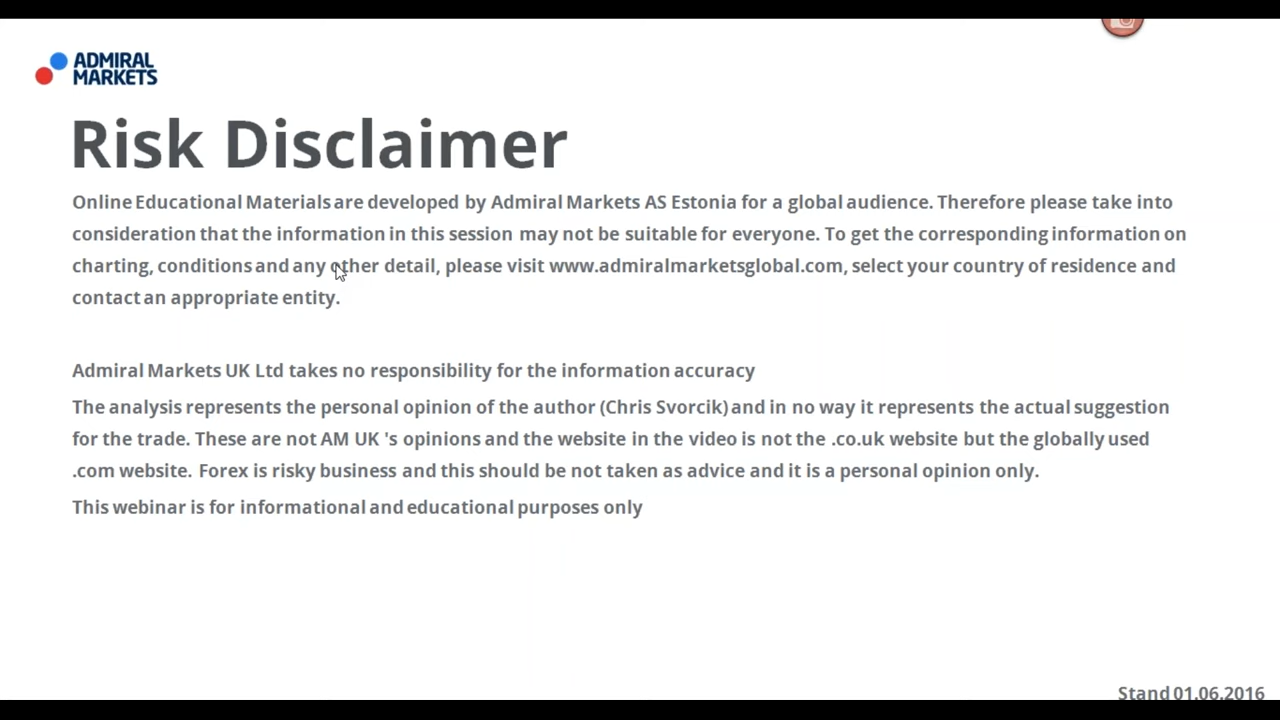 ADMIRAL
MARKETS
Risk Disclaimer
Online Educational Materials are developed by Admiral Markets AS Estonia for a global audience. Therefore please take into
consideration that the information in this session may not be suitable for everyone. To get the corresponding information on
charting, conditions and any other detail, please visit www.admiralmarketsglobal.com, select your country of residence and
contact an appropriate entity.
Admiral Markets UK Ltd takes no responsibility for the information accuracy
The analysis represents the personal opinion of the author (Chris Svorcik) and in no way it represents the actual suggestion
for the trade. These are not AM UK 's opinions and the website in the video is not the .co.uk website but the globally used
.com website. Forex is risky business and this should be not taken as advice and it is a personal opinion only.
This webinar is for informational and educational purposes only
Stand 01.06.2016